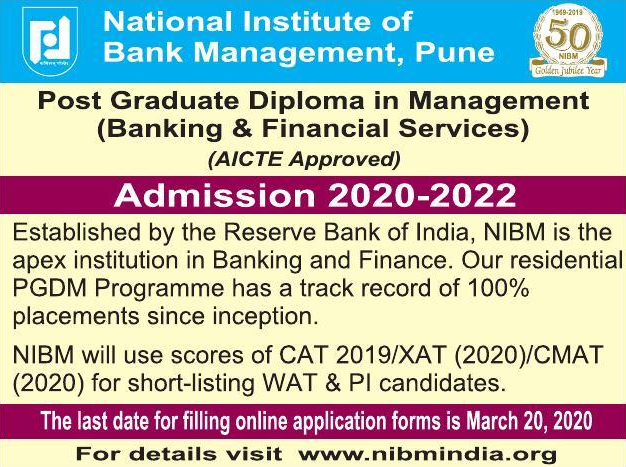 National Institute of
Bank Management, Pune
1969-2019
50
NIBM
Golden Jubilee Year
Post Graduate Diploma in Management
(Banking & Financial Services)
(AICTE Approved)
Admission 2020-2022
Established by the Reserve Bank of India, NIBM is the
apex institution in Banking and Finance. Our residential
PGDM Programme has a track record of 100%
placements since inception.
NIBM will use scores of CAT 2019/XAT (2020)/CMAT
(2020) for short-listing WAT & PI candidates.
The last date for filling online application forms is March 20, 2020
For details visit www.nibmindia.org